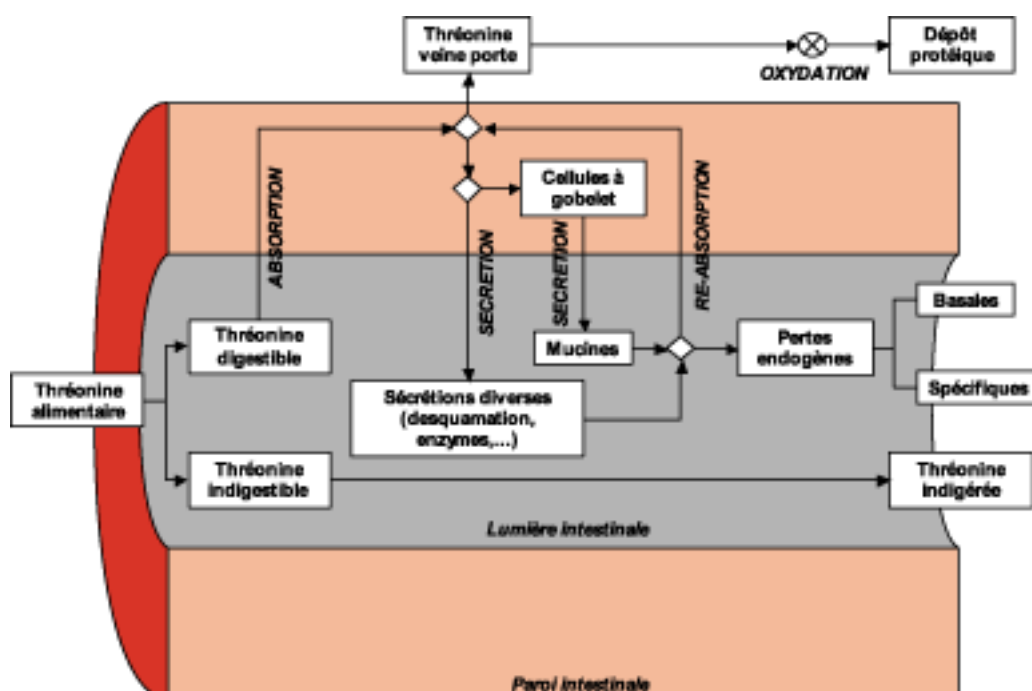 Thréonine
veine porte
OXYDATION
Dépôt
protéique
ABSORPTION
Cellules à
gobelet
SECRETION
SECRETION
RE-ABSORPTION
Thréonine
digestible
Mucines
Pertes
endogènes
Basales
Spécifiques
Thréonine
alimentaire
Sécrétions diverses
(desquamation,
enzymes,...)
Thréonine
indigestible
Thréonine
indigérée
Lumière intestinale
Paroi intestinale